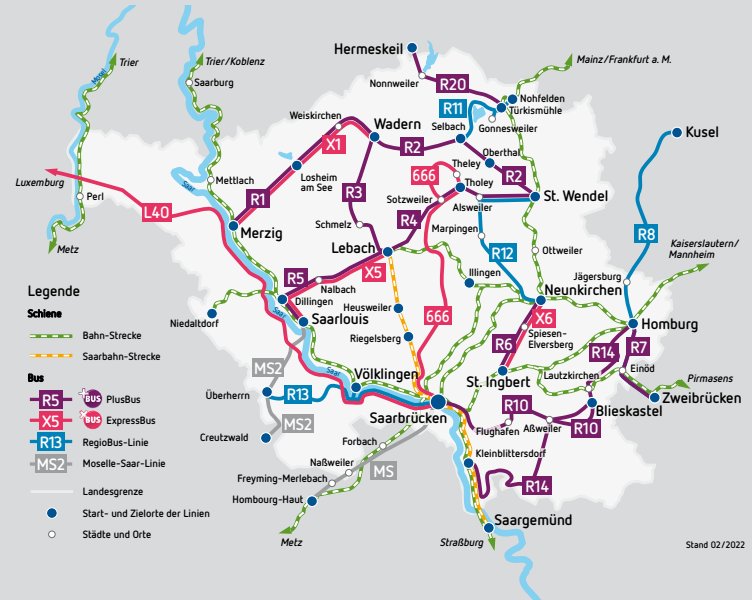 Trier
Mosel
Trier/Koblenz
Saarburg
Hermeskeil
Nonnweiler
R20
Mainz/Frankfurt a. M.
Nohfelden
Türkismühle
R11
Gonnesweiler
Weiskirchen
Wadern
Selbach
X1
R2
Oberthal
Kusel
Theley
R2
666
Tholey
Luxemburg
Mettlach
Saar
Losheim
am See
R3
Sotzweiler
St. Wendel
Perl
R1
L40
R4
Alsweiler
Merzig
Schmelz
Marpingen
R8
Metz
Lebach
R12
Ottweiler
Kaiserslautern/
Mannheim
X5
R5
Nalbach
Illingen
Jägersburg
Legende
Dillingen
Neunkirchen
Schiene
Niedaltdorf
Saar
Saarlouis
Heusweiler
666
X6
Homburg
Bahn-Strecke
Riegelsberg
Spiesen-
Elversberg
R6
R14
R7
Saarbahn-Strecke
MS2
Saar
Völklingen
St. Ingbert
Lautzkirchen
Einöd
Pirmasens
Bus
Überherrn
R13
Zweibrücken
R5
BUS
PlusBus
Saarbrücken
R10
Blieskastel
X5
BUS
ExpressBus
MS2
Flughafen
Aßweiler
R10
R13
RegioBus-Linie
Creutzwald
Forbach
Kleinblittersdorf
MS2
Moselle-Saar-Linie
Naßweiler
MS
Freyming-Merlebach
R14
Landesgrenze
Hombourg-Haut
Start- und Zielorte der Linien
Saargemünd
Städte und Orte
Metz
Straßburg
Stand 02/2022